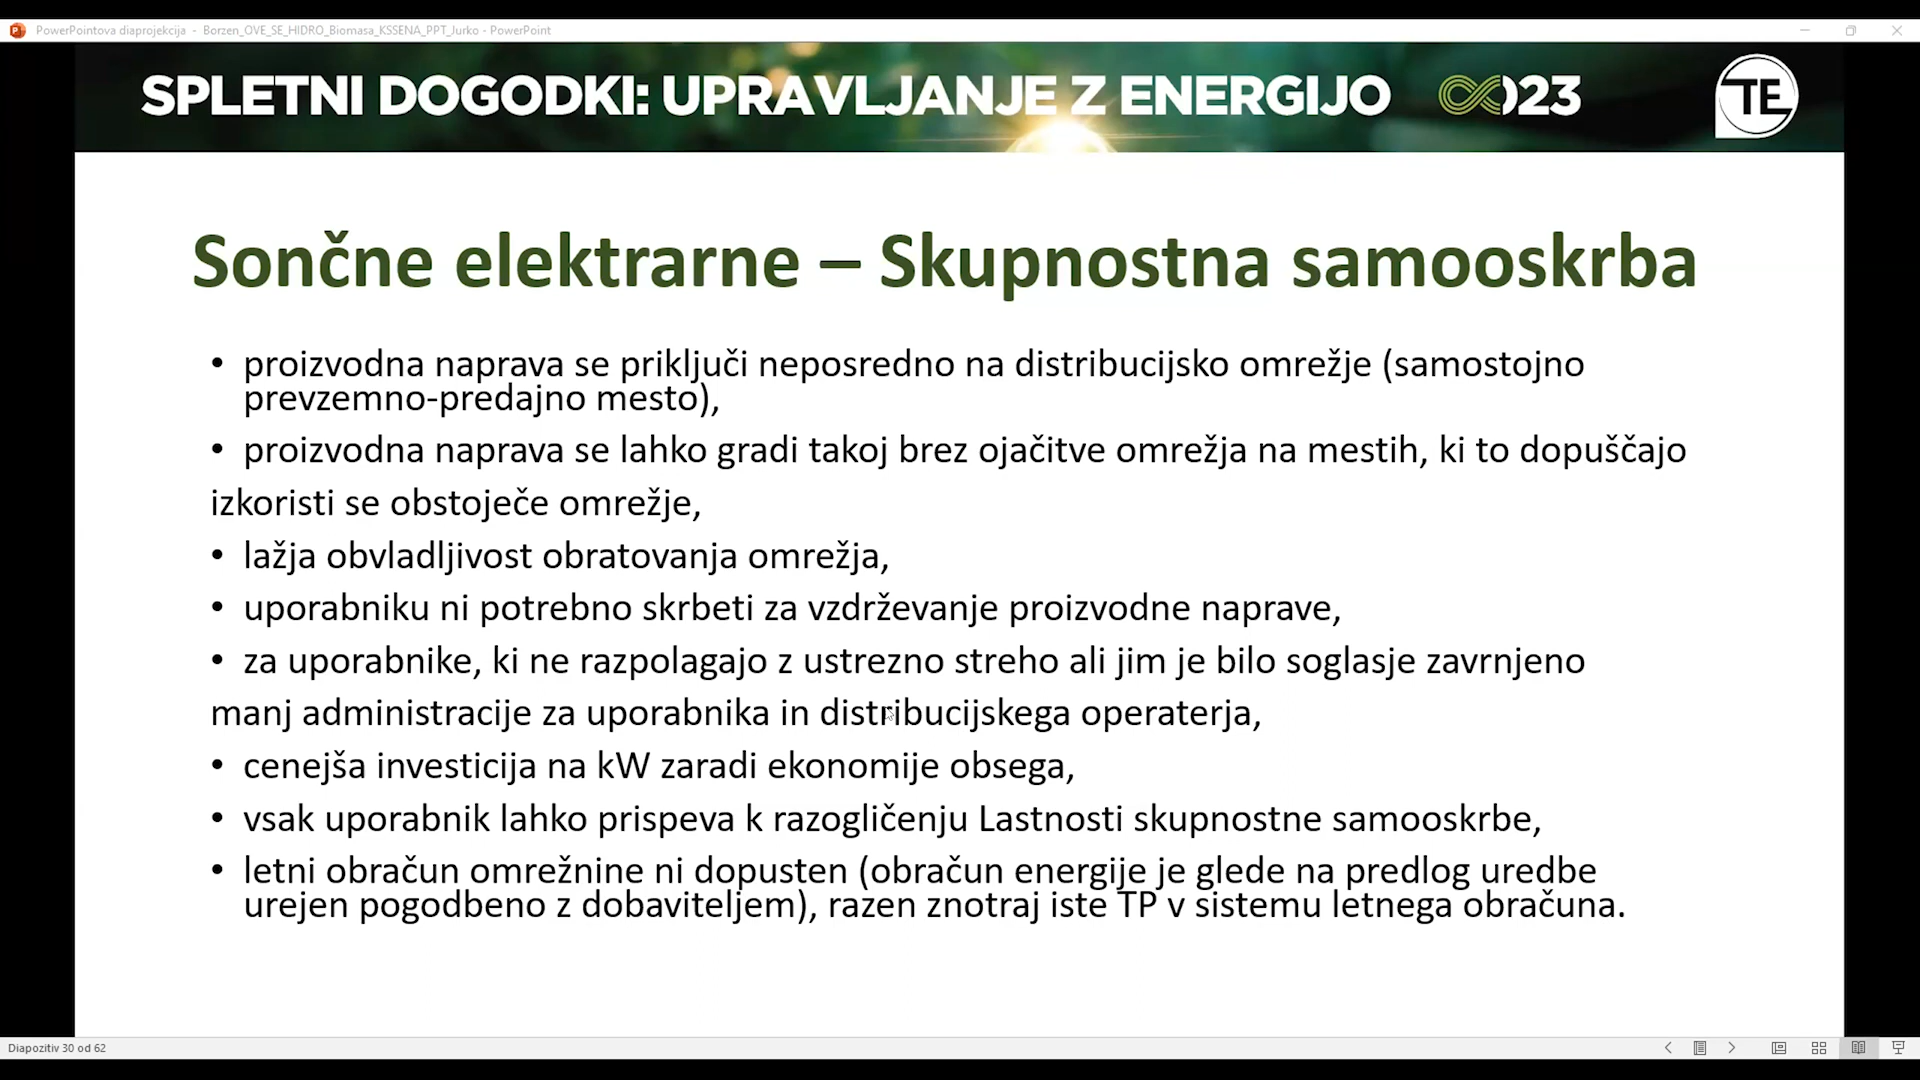 PowerPointova diaprojekcija - Borzen_OVE_SE_HIDRO_Biomasa_KSSENA_PPT_Jurko - PowerPoint
SPLETNI DOGODKI: UPRAVLJANJE Z ENERGIJO 2023
TE
Sončne elektrarne – Skupnostna samooskrba
• proizvodna naprava se priključi neposredno na distribucijsko omrežje (samostojno
prevzemno-predajno mesto),
• proizvodna naprava se lahko gradi takoj brez ojačitve omrežja na mestih, ki to dopuščajo
izkoristi se obstoječe omrežje,
• lažja obvladljivost obratovanja omrežja,
• uporabniku ni potrebno skrbeti za vzdrževanje proizvodne naprave,
• za uporabnike, ki ne razpolagajo z ustrezno streho ali jim je bilo soglasje zavrnjeno
manj administracije za uporabnika in distribucijskega operaterja,
• cenejša investicija na kW zaradi ekonomije obsega,
• vsak uporabnik lahko prispeva k razogličenju Lastnosti skupnostne samooskrbe,
• letni obračun omrežnine ni dopusten (obračun energije je glede na predlog uredbe
urejen pogodbeno z dobaviteljem), razen znotraj iste TP v sistemu letnega obračuna.
Diapozitiv 30 od 62